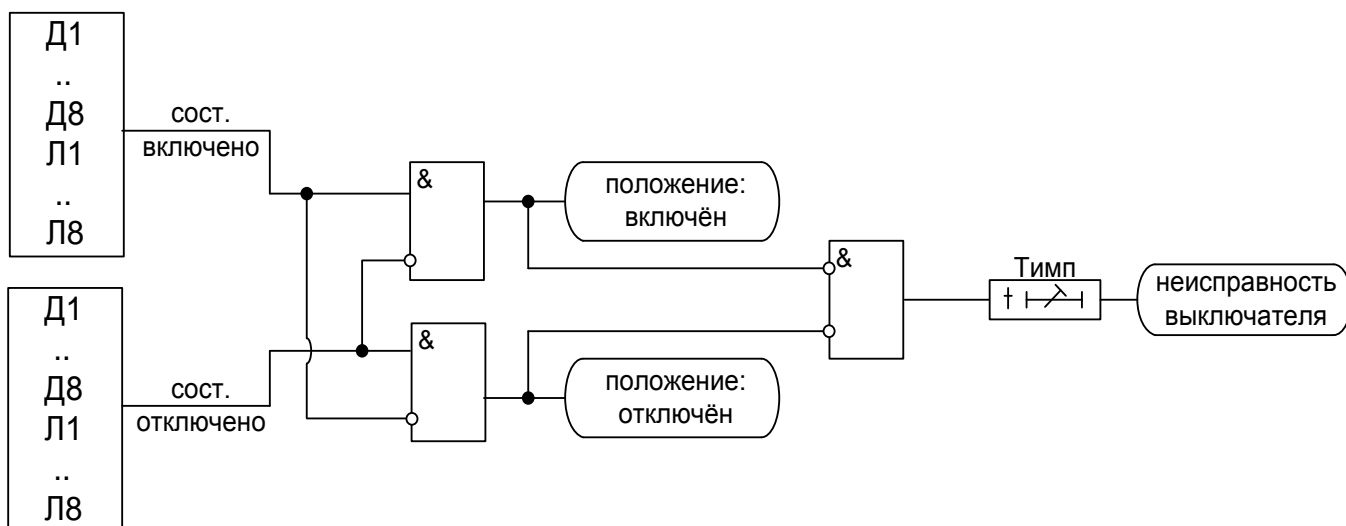 Д1
..
Д8
Л1
..
Л8
сост.
включено
&
положение:
включён
&
Тимп
t
неисправность
выключателя
Д1
..
Д8
Л1
..
Л8
сост.
отключено
&
положение:
отключён